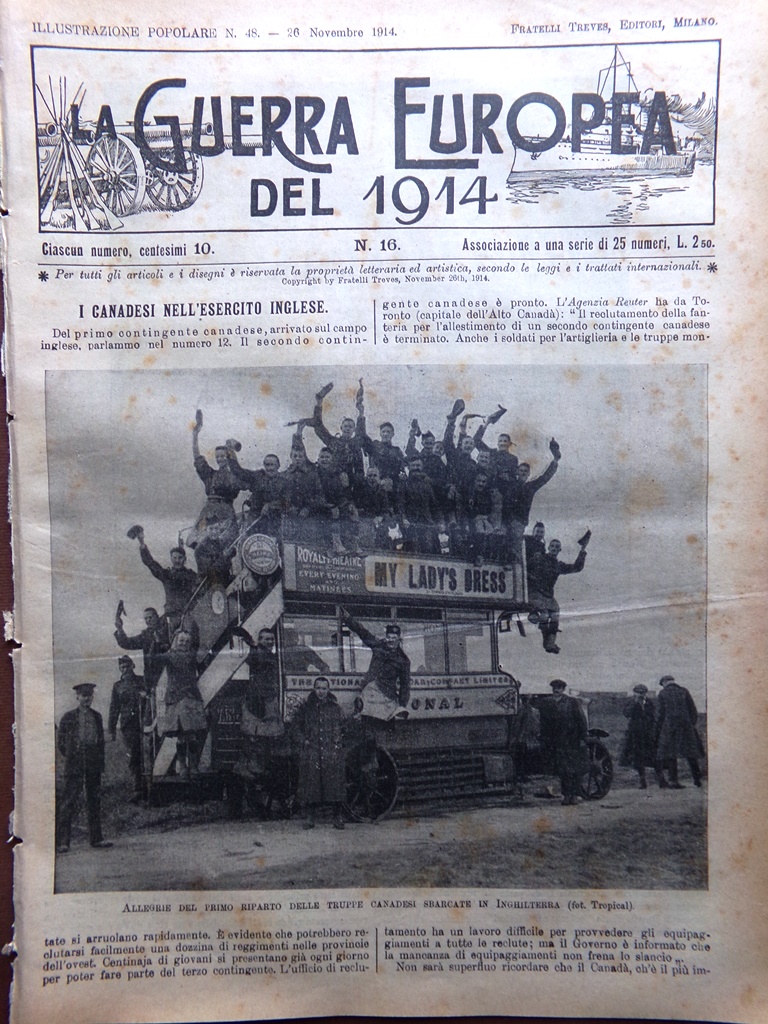 ILLUSTRAZIONE POPOLARE N. 48. — 26 Novembre 1914.
FRATELLI TREVES, EDITORI, MILANO.
LA GUERRA EUROPEA
DEL 1914
Ciascun numero, centesimi 10.
N. 16.
Associazione a una serie di 25 numeri, L. 2 50.
* Per tutti gli articoli e i disegni è riservata la proprietà letteraria ed artistica, secondo le leggi e i trattati internazionali. *
Copyright by Fratelli Treves, November 26th, 1914.
I CANADESI NELL'ESERCITO INGLESE.
Del primo contingente canadese, arrivato sul campo
inglese, parlammo nel numero 12. Il secondo contin-
gente canadese è pronto. L'Agenzia Reuter ha da To-
ronto (capitale dell'Alto Canadà): "Il reclutamento della fan-
teria per l'allestimento di un secondo contingente canadese
è terminato. Anche i soldati per l'artiglieria e le truppe mon-
ROYALTY THEATRE
EVERY EVENING
AND
MATINEES
MY LADY'S DRESS
THE NATIONAL CAR COMPANY LIMITED
ONAL
ALLEGRIE DEL PRIMO RIPARTO DELLE TRUPPE CANADESI SBARCATE IN INGHILTERRA (fot. Tropical).
tate si arruolano rapidamente. È evidente che potrebbero re-
clutarsi facilmente una dozzina di reggimenti nelle provincie
dell'ovest. Centinaja di giovani si presentano già ogni giorno
per poter fare parte del terzo contingente. L'ufficio di reclu-
tamento ha un lavoro difficile per provvedere gli equipag-
giamenti a tutte le reclute; ma il Governo è informato che
la mancanza di equipaggiamenti non frena lo slancio „.
Non sarà superfluo ricordare che il Canadà, ch'è il più im-